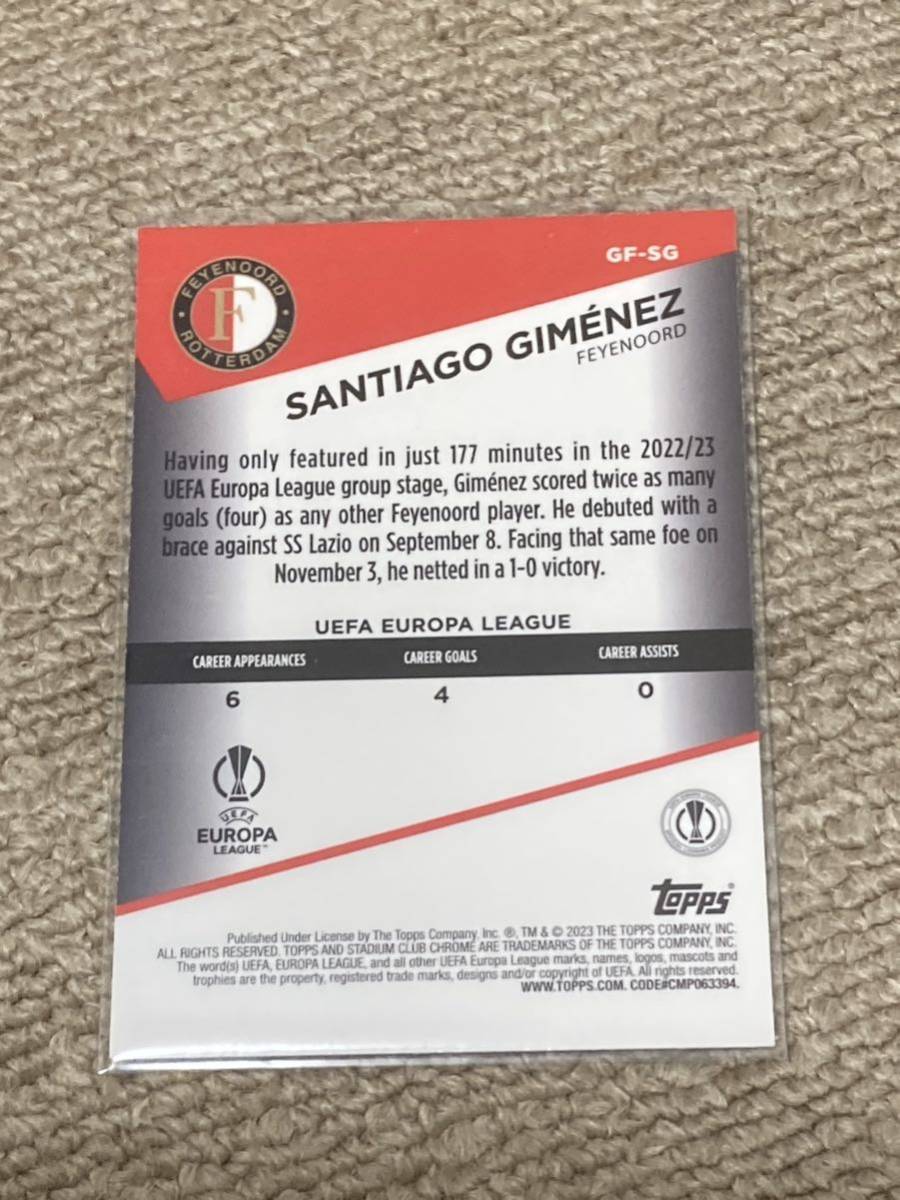 GF-SG
FEYENOORD
F
ROTTERDAM
SANTIAGO GIMÉNEZ
FEYENOORD
Having only featured in just 177 minutes in the 2022/23
UEFA Europa League group stage, Giménez scored twice as many
goals (four) as any other Feyenoord player. He debuted with a
brace against SS Lazio on September 8. Facing that same foe on
November 3, he netted in a 1-0 victory.
UEFA EUROPA LEAGUE
CAREER APPEARANCES CAREER GOALS CAREER ASSISTS
6 4 0
UEFA
EUROPA
LEAGUE™
topps®
Published Under License by The Topps Company, Inc. ®, TM & © 2023 THE TOPPS COMPANY, INC.
ALL RIGHTS RESERVED. TOPPS AND STADIUM CLUB CHROME ARE TRADEMARKS OF THE TOPPS COMPANY, INC.
The word(s) UEFA, EUROPA LEAGUE, and all other UEFA Europa League marks, names, logos, mascots and
trophies are the property, registered trade marks, designs and/or copyright of UEFA. All rights reserved.
WWW.TOPPS.COM. CODE#CMP063394.